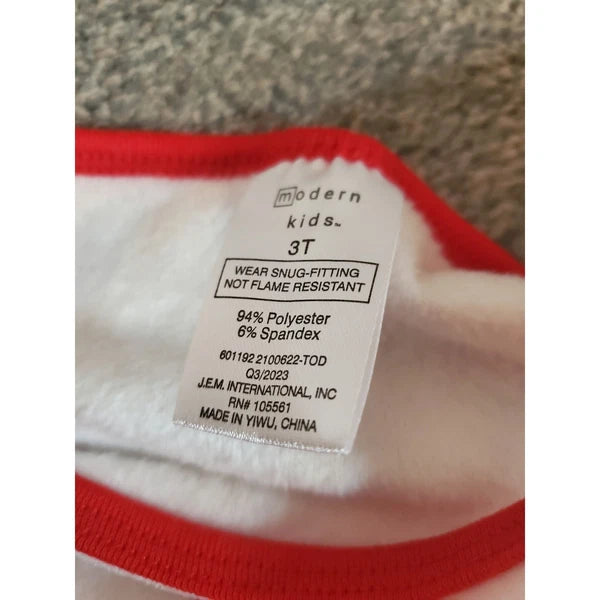 modern
kids™
3T
WEAR SNUG-FITTING
NOT FLAME RESISTANT
94% Polyester
6% Spandex
601192 2100622-TOD
Q3/2023
J.E.M. INTERNATIONAL, INC
RN# 105561
MADE IN YIWU, CHINA